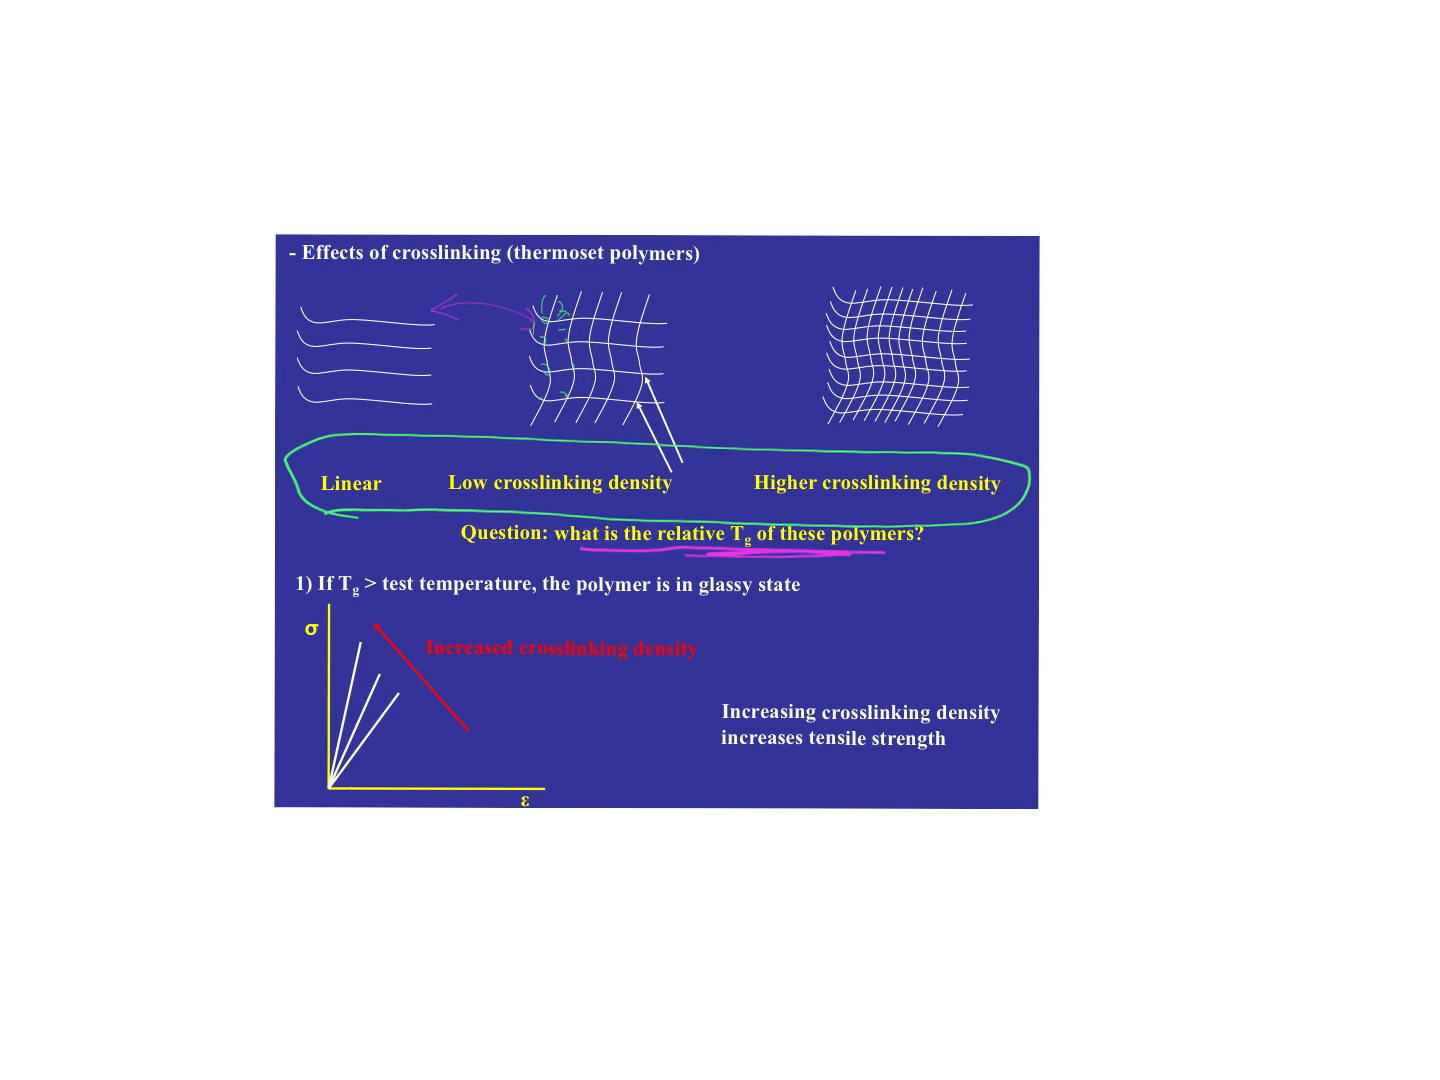 - Effects of crosslinking (thermoset polymers)
Linear
Low crosslinking density
Higher crosslinking density
Question: what is the relative Tg of these polymers?
1) If Tg > test temperature, the polymer is in glassy state
σ
Increased crosslinking density
Increasing crosslinking density
increases tensile strength
ε